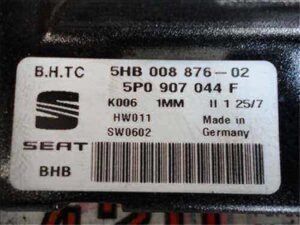 B.H.TC 5HB 008 876-02
5P0 907 044 F
K006 1MM II 1 25/7
HW011 Made in
SW0602 Germany
SEAT
BHB